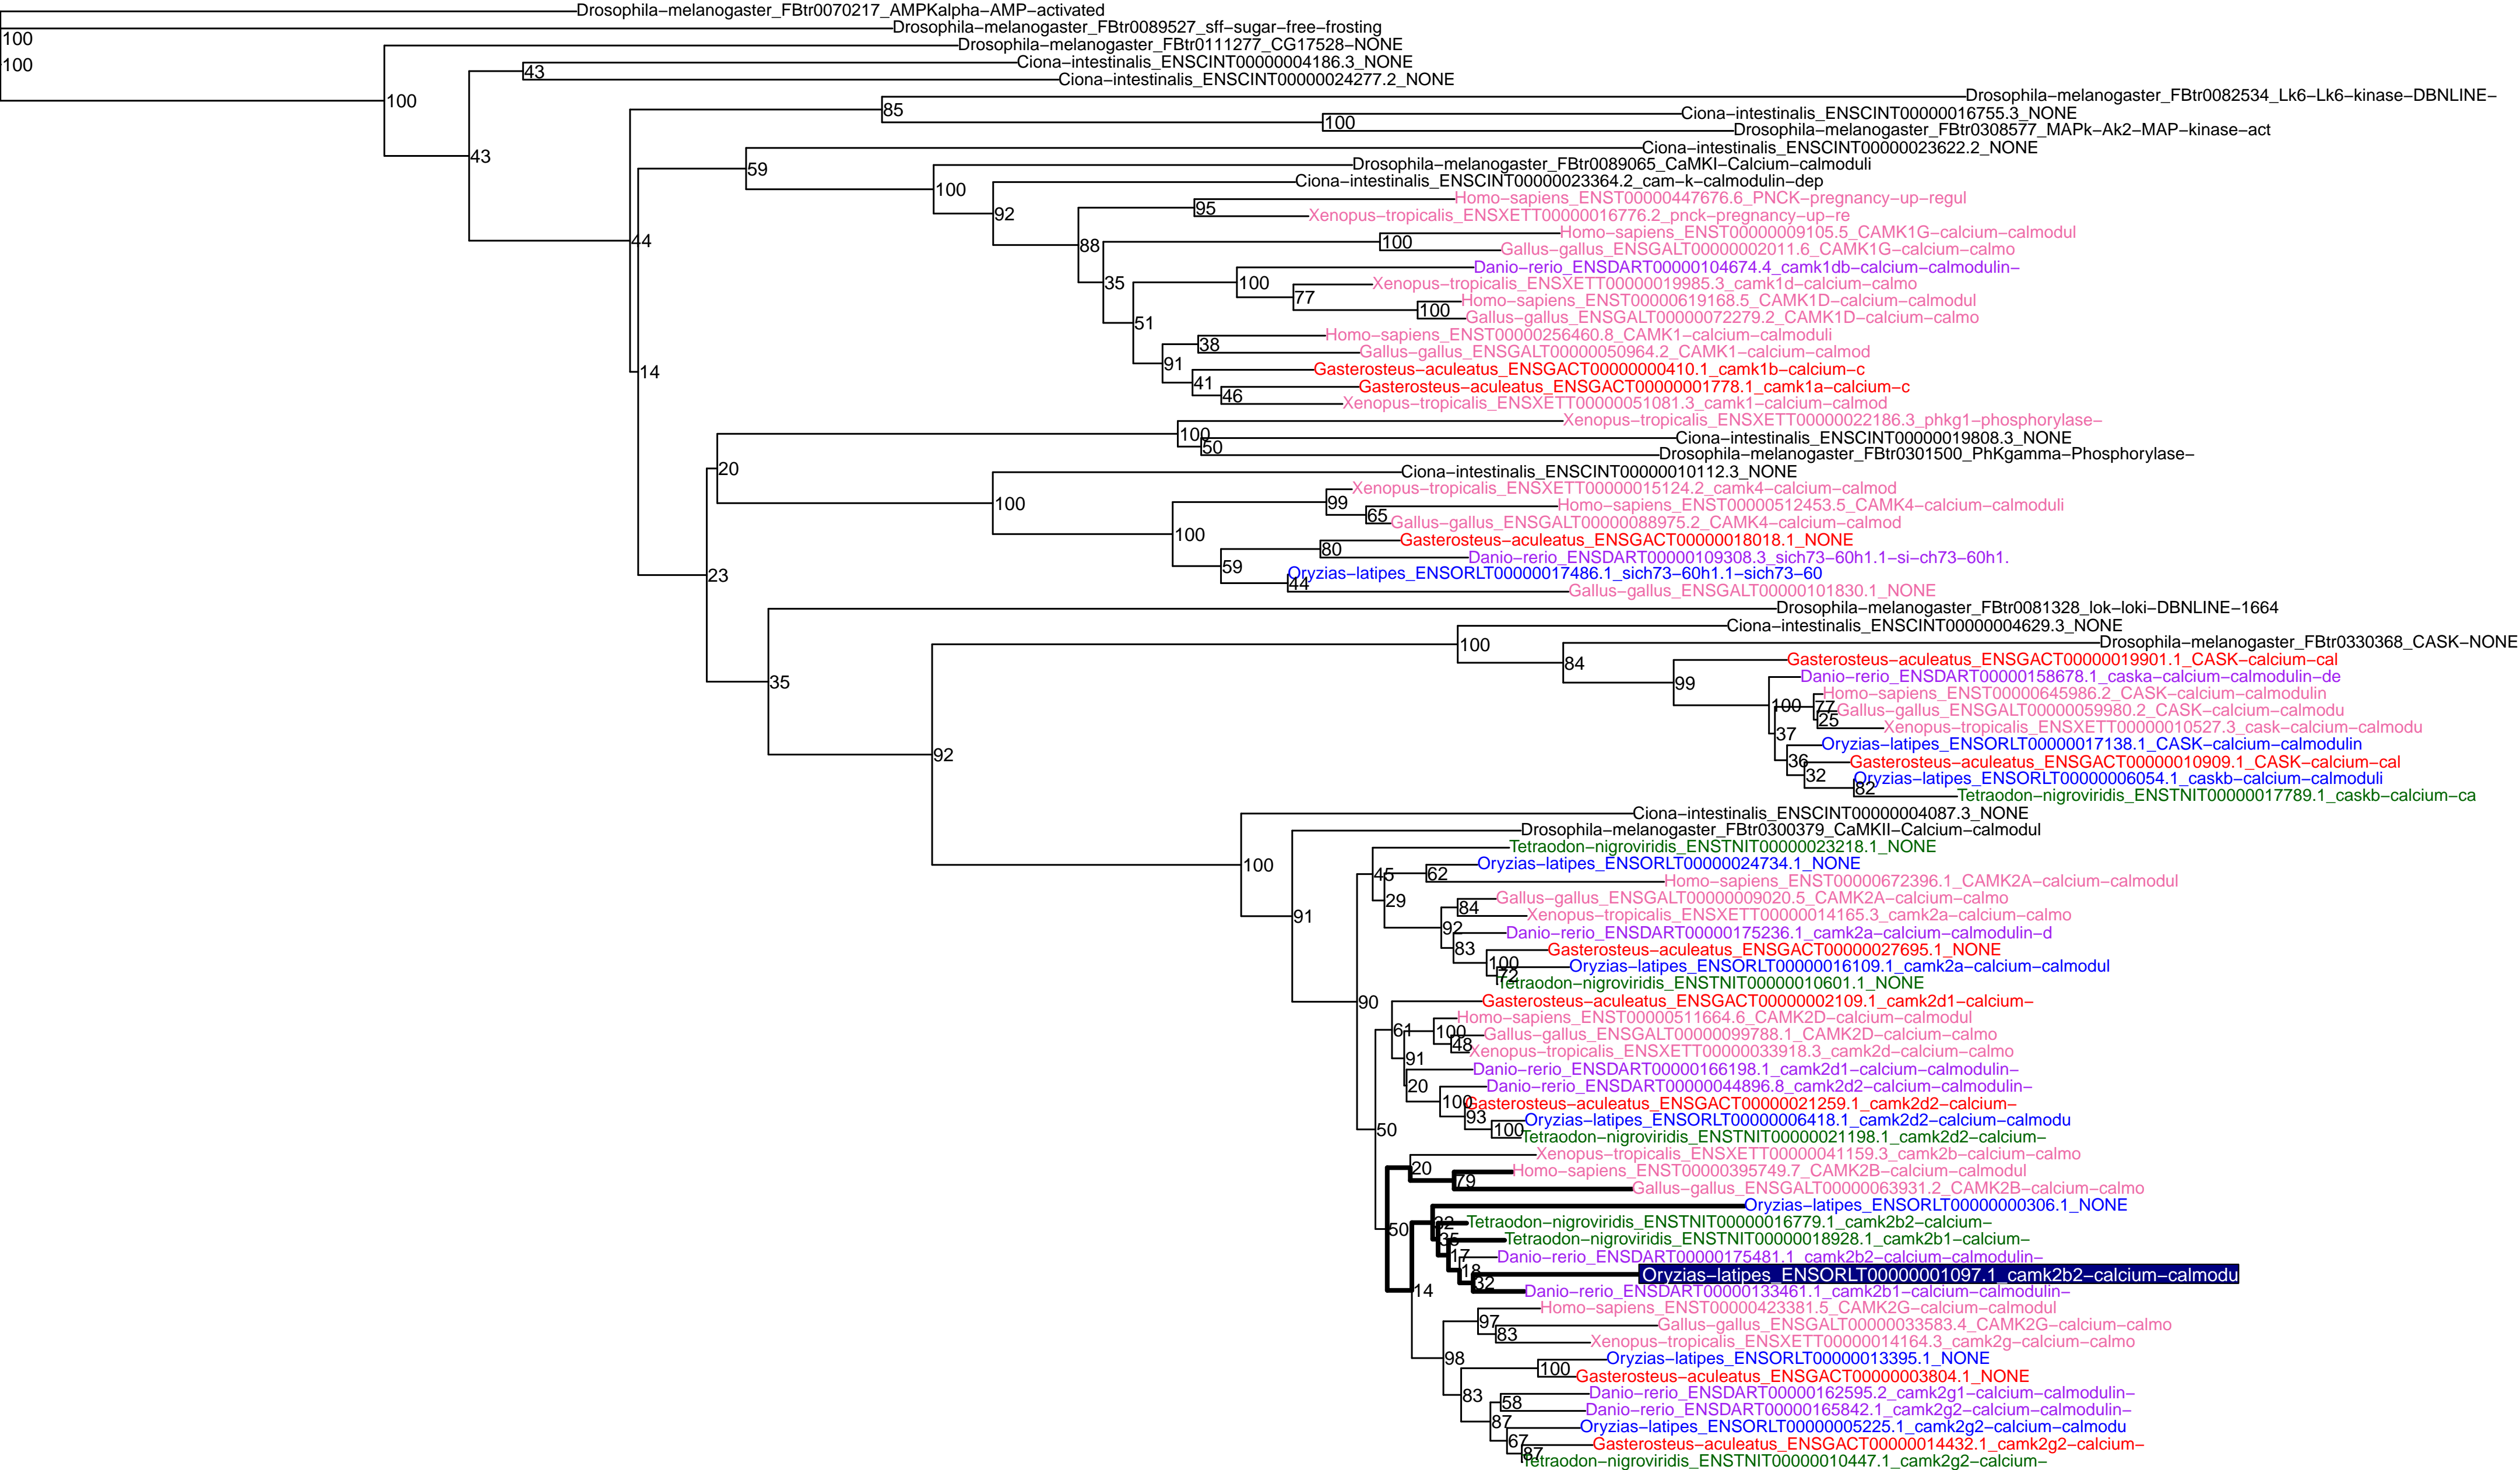 Drosophila−melanogaster_FBtr0070217_AMPKalpha−AMP−activated
Drosophila−melanogaster_FBtr0089527_sff−sugar−free−frosting
100
Drosophila−melanogaster_FBtr0111277_CG17528−NONE
100
Ciona−intestinalis_ENSCINT00000004186.3_NONE
43
Ciona−intestinalis_ENSCINT00000024277.2_NONE
100
Drosophila−melanogaster_FBtr0082534_Lk6−Lk6−kinase−DBNLINE−
85
Ciona−intestinalis_ENSCINT00000016755.3_NONE
100
Drosophila−melanogaster_FBtr0308577_MAPk−Ak2−MAP−kinase−act
43
Ciona−intestinalis_ENSCINT00000023622.2_NONE
59
Drosophila−melanogaster_FBtr0089065_CaMKI−Calcium−calmoduli
100
Ciona−intestinalis_ENSCINT00000023364.2_cam−k−calmodulin−dep
92
Homo−sapiens_ENST00000447676.6_PNCK−pregnancy−up−regul
95
Xenopus−tropicalis_ENSXETT00000016776.2_pnck−pregnancy−up−re
44
88
Homo−sapiens_ENST00000009105.5_CAMK1G−calcium−calmodul
100
Gallus−gallus_ENSGALT00000002011.6_CAMK1G−calcium−calmo
35
Danio−rerio_ENSDART00000104674.4_camk1db−calcium−calmodulin−
100
Xenopus−tropicalis_ENSXETT00000019985.3_camk1d−calcium−calmo
77
Homo−sapiens_ENST00000619168.5_CAMK1D−calcium−calmodul
100
Gallus−gallus_ENSGALT00000072279.2_CAMK1D−calcium−calmo
51
Homo−sapiens_ENST00000256460.8_CAMK1−calcium−calmoduli
38
Gallus−gallus_ENSGALT00000050964.2_CAMK1−calcium−calmod
91
14
Gasterosteus−aculeatus_ENSGACT00000000410.1_camk1b−calcium−c
41
Gasterosteus−aculeatus_ENSGACT00000001778.1_camk1a−calcium−c
46
Xenopus−tropicalis_ENSXETT00000051081.3_camk1−calcium−calmod
Xenopus−tropicalis_ENSXETT00000022186.3_phkg1−phosphorylase−
100
Ciona−intestinalis_ENSCINT00000019808.3_NONE
50
Drosophila−melanogaster_FBtr0301500_PhKgamma−Phosphorylase−
20
Ciona−intestinalis_ENSCINT00000010112.3_NONE
Xenopus−tropicalis_ENSXETT00000015124.2_camk4−calcium−calmod
100
99
Homo−sapiens_ENST00000512453.5_CAMK4−calcium−calmoduli
65
Gallus−gallus_ENSGALT00000088975.2_CAMK4−calcium−calmod
100
Gasterosteus−aculeatus_ENSGACT00000018018.1_NONE
80
Danio−rerio_ENSDART00000109308.3_sich73−60h1.1−si−ch73−60h1.
59
23
Oryzias−latipes_ENSORLT00000017486.1_sich73−60h1.1−sich73−60
44
Gallus−gallus_ENSGALT00000101830.1_NONE
Drosophila−melanogaster_FBtr0081328_lok−loki−DBNLINE−1664
Ciona−intestinalis_ENSCINT00000004629.3_NONE
100
Drosophila−melanogaster_FBtr0330368_CASK−NONE
84
Gasterosteus−aculeatus_ENSGACT00000019901.1_CASK−calcium−cal
35
99
Danio−rerio_ENSDART00000158678.1_caska−calcium−calmodulin−de
Homo−sapiens_ENST00000645986.2_CASK−calcium−calmodulin
100
77
Gallus−gallus_ENSGALT00000059980.2_CASK−calcium−calmodu
25
Xenopus−tropicalis_ENSXETT00000010527.3_cask−calcium−calmodu
37
Oryzias−latipes_ENSORLT00000017138.1_CASK−calcium−calmodulin
92
36
Gasterosteus−aculeatus_ENSGACT00000010909.1_CASK−calcium−cal
32
Oryzias−latipes_ENSORLT00000006054.1_caskb−calcium−calmoduli
82
Tetraodon−nigroviridis_ENSTNIT00000017789.1_caskb−calcium−ca
Ciona−intestinalis_ENSCINT00000004087.3_NONE
Drosophila−melanogaster_FBtr0300379_CaMKII−Calcium−calmodul
Tetraodon−nigroviridis_ENSTNIT00000023218.1_NONE
100
Oryzias−latipes_ENSORLT00000024734.1_NONE
45
62
Homo−sapiens_ENST00000672396.1_CAMK2A−calcium−calmodul
29
Gallus−gallus_ENSGALT00000009020.5_CAMK2A−calcium−calmo
84
Xenopus−tropicalis_ENSXETT00000014165.3_camk2a−calcium−calmo
91
92
Danio−rerio_ENSDART00000175236.1_camk2a−calcium−calmodulin−d
83
Gasterosteus−aculeatus_ENSGACT00000027695.1_NONE
100
Oryzias−latipes_ENSORLT00000016109.1_camk2a−calcium−calmodul
72
Tetraodon−nigroviridis_ENSTNIT00000010601.1_NONE
90
Gasterosteus−aculeatus_ENSGACT00000002109.1_camk2d1−calcium−
Homo−sapiens_ENST00000511664.6_CAMK2D−calcium−calmodul
61
100
Gallus−gallus_ENSGALT00000099788.1_CAMK2D−calcium−calmo
48
Xenopus−tropicalis_ENSXETT00000033918.3_camk2d−calcium−calmo
91
Danio−rerio_ENSDART00000166198.1_camk2d1−calcium−calmodulin−
20
Danio−rerio_ENSDART00000044896.8_camk2d2−calcium−calmodulin−
100
Gasterosteus−aculeatus_ENSGACT00000021259.1_camk2d2−calcium−
93
Oryzias−latipes_ENSORLT00000006418.1_camk2d2−calcium−calmodu
50
100
Tetraodon−nigroviridis_ENSTNIT00000021198.1_camk2d2−calcium−
Xenopus−tropicalis_ENSXETT00000041159.3_camk2b−calcium−calmo
20
Homo−sapiens_ENST00000395749.7_CAMK2B−calcium−calmodul
79
Gallus−gallus_ENSGALT00000063931.2_CAMK2B−calcium−calmo
Oryzias−latipes_ENSORLT00000000306.1_NONE
50
32
Tetraodon−nigroviridis_ENSTNIT00000016779.1_camk2b2−calcium−
35
Tetraodon−nigroviridis_ENSTNIT00000018928.1_camk2b1−calcium−
17
Danio−rerio_ENSDART00000175481.1_camk2b2−calcium−calmodulin−
18
Oryzias−latipes_ENSORLT00000001097.1_camk2b2−calcium−calmodu
32
14
Danio−rerio_ENSDART00000133461.1_camk2b1−calcium−calmodulin−
Homo−sapiens_ENST00000423381.5_CAMK2G−calcium−calmodul
97
Gallus−gallus_ENSGALT00000033583.4_CAMK2G−calcium−calmo
83
Xenopus−tropicalis_ENSXETT00000014164.3_camk2g−calcium−calmo
98
Oryzias−latipes_ENSORLT00000013395.1_NONE
100
Gasterosteus−aculeatus_ENSGACT00000003804.1_NONE
83
Danio−rerio_ENSDART00000162595.2_camk2g1−calcium−calmodulin−
58
Danio−rerio_ENSDART00000165842.1_camk2g2−calcium−calmodulin−
87
Oryzias−latipes_ENSORLT00000005225.1_camk2g2−calcium−calmodu
67
Gasterosteus−aculeatus_ENSGACT00000014432.1_camk2g2−calcium−
87
Tetraodon−nigroviridis_ENSTNIT00000010447.1_camk2g2−calcium−